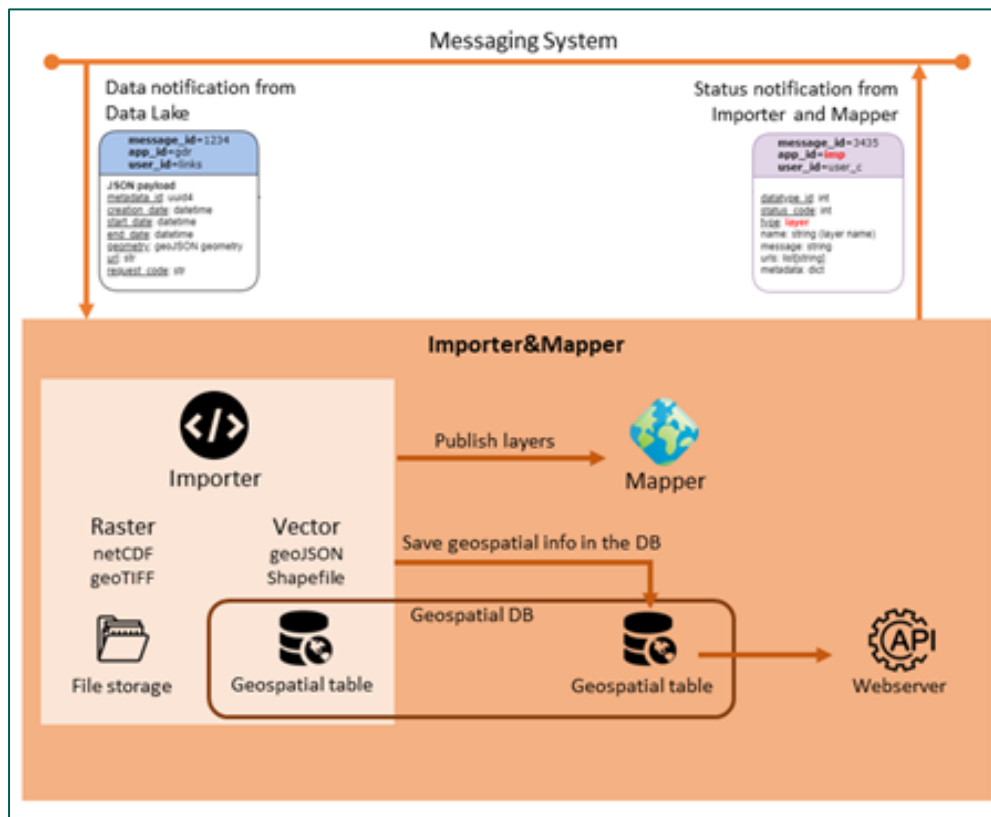 Messaging System
Data notification from
Data Lake
message_id=1234
app_id=gdr
user_id=links
JSON payload
metadata_id: uuid4
creation_date: datetime
start_date: datetime
end_date: datetime
geometry: geoJSON geometry
url: str
request_code: str
Status notification from
Importer and Mapper
message_id=3435
app_id=imp
user_id=user_c
datatype_id: int
status_code: int
type: layer
name: string (layer name)
message: string
urls: list[string]
metadata: dict
Importer&Mapper
</>
Importer
Publish layers
Mapper
Raster
netCDF
geoTIFF
Vector
geoJSON
Shapefile
Save geospatial info in the DB
Geospatial DB
File storage
Geospatial table
Geospatial table
API
Webserver